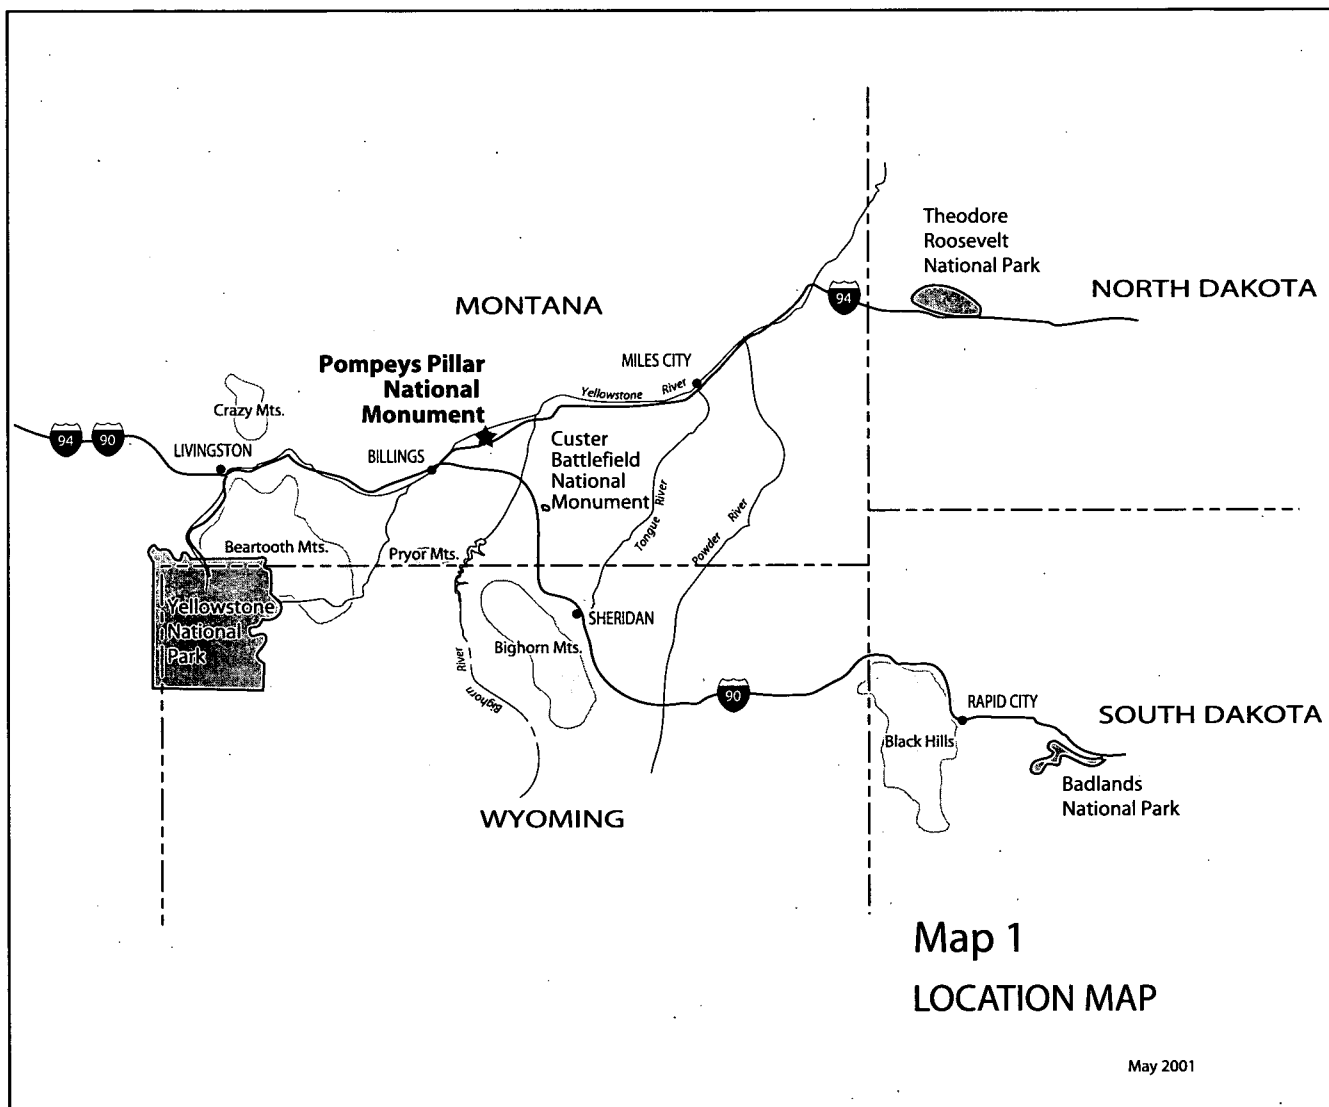 Theodore
Roosevelt
National Park
NORTH DAKOTA
94
MONTANA
Pompeys Pillar
National
Monument
MILES CITY
Yellowstone
River
Crazy Mts.
94
90
LIVINGSTON
BILLINGS
Custer
Battlefield
National
Monument
Tongue
River
Powder
River
Beartooth Mts.
Pryor Mts.
Yellowstone
National
Park
SHERIDAN
Bighorn Mts.
Bighorn
River
90
RAPID CITY
SOUTH DAKOTA
Black Hills
Badlands
National Park
WYOMING
Map 1
LOCATION MAP
May 2001